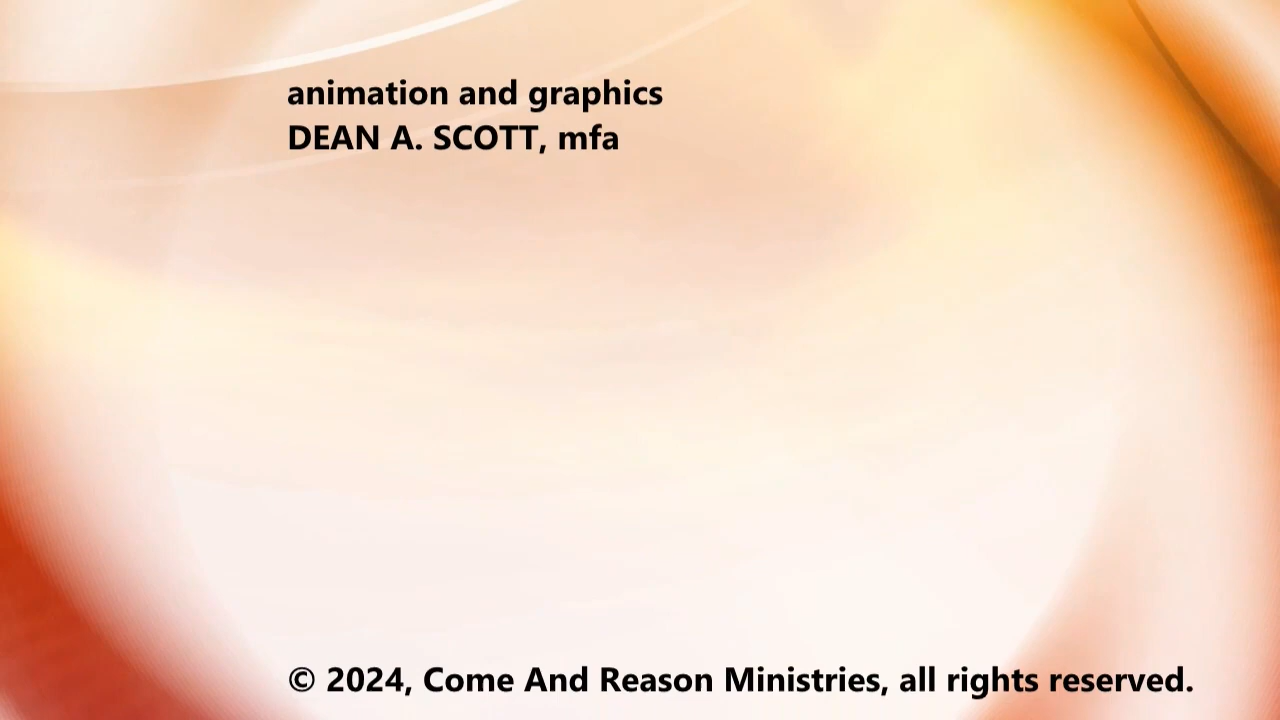 animation and graphics
DEAN A. SCOTT, mfa
© 2024, Come And Reason Ministries, all rights reserved.